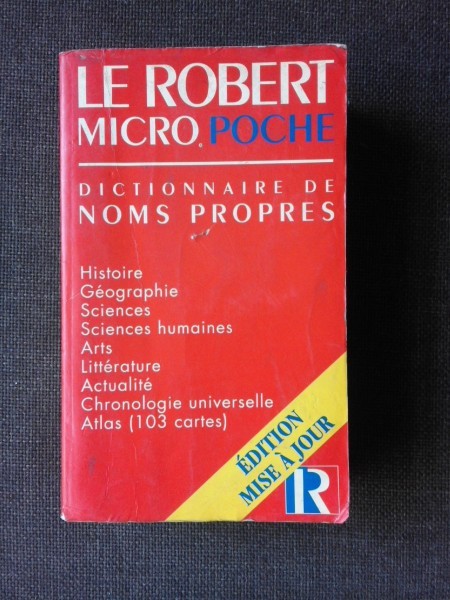 LE ROBERT
MICRO. POCHE
DICTIONNAIRE DE
NOMS PROPRES
Histoire
Géographie
Sciences
Sciences humaines
Arts
Littérature
Actualité
Chronologie universelle
Atlas (103 cartes)
ÉDITION
MISE À JOUR
R